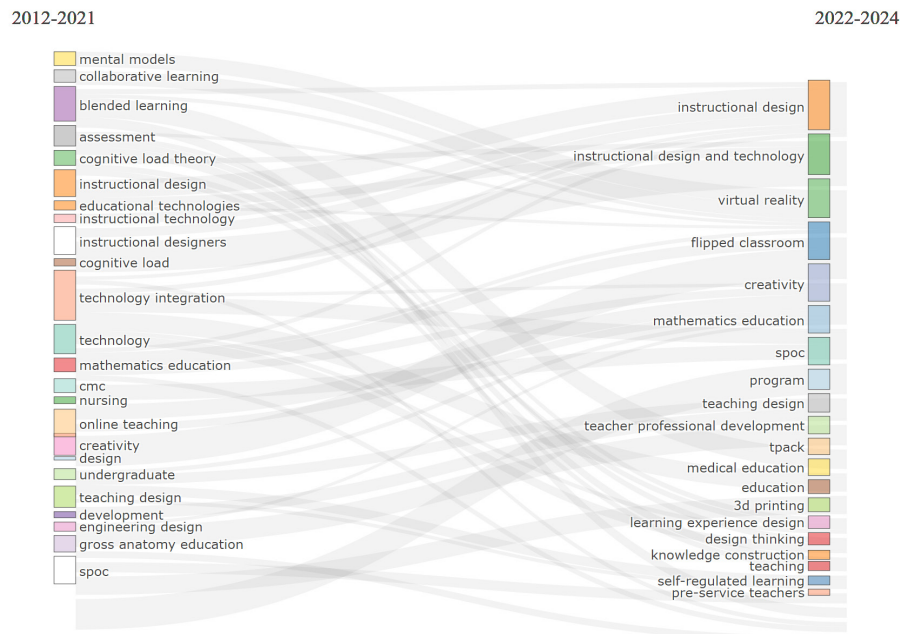 2012-2021
2022-2024
mental models
collaborative learning
blended learning
assessment
cognitive load theory
instructional design
educational technologies
instructional technology
instructional designers
cognitive load
technology integration
technology
mathematics education
cmc
nursing
online teaching
creativity
design
undergraduate
teaching design
development
engineering design
gross anatomy education
spoc
instructional design
instructional design and technology
virtual reality
flipped classroom
creativity
mathematics education
spoc
program
teaching design
teacher professional development
tpack
medical education
education
3d printing
learning experience design
design thinking
knowledge construction
teaching
self-regulated learning
pre-service teachers